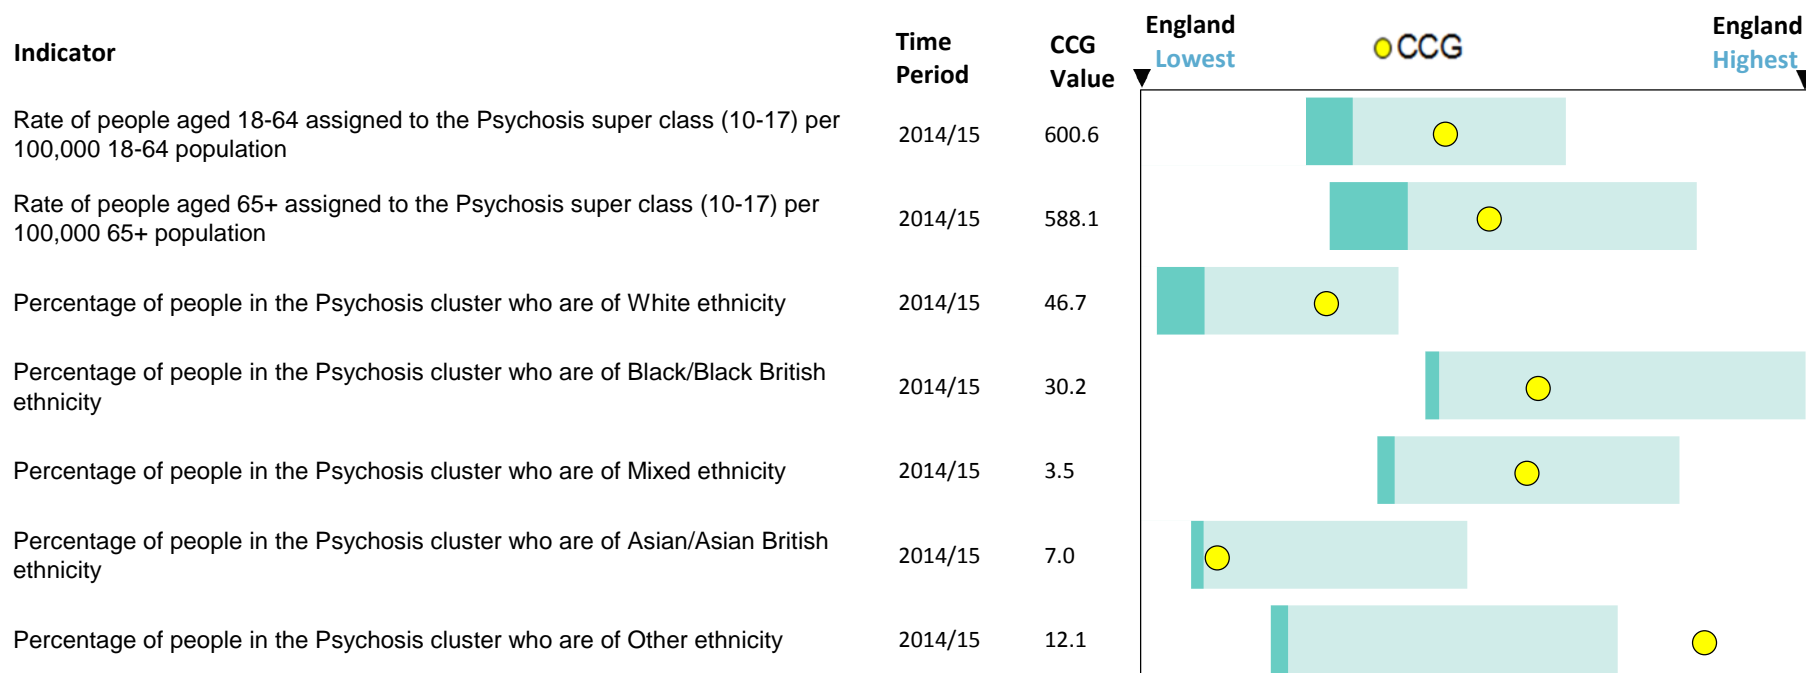 Indicator
Time Period
CCG Value
England Lowest
CCG
England Highest
Rate of people aged 18-64 assigned to the Psychosis super class (10-17) per
100,000 18-64 population
2014/15
600.6
Rate of people aged 65+ assigned to the Psychosis super class (10-17) per
100,000 65+ population
2014/15
588.1
Percentage of people in the Psychosis cluster who are of White ethnicity
2014/15
46.7
Percentage of people in the Psychosis cluster who are of Black/Black British
ethnicity
2014/15
30.2
Percentage of people in the Psychosis cluster who are of Mixed ethnicity
2014/15
3.5
Percentage of people in the Psychosis cluster who are of Asian/Asian British
ethnicity
2014/15
7.0
Percentage of people in the Psychosis cluster who are of Other ethnicity
2014/15
12.1